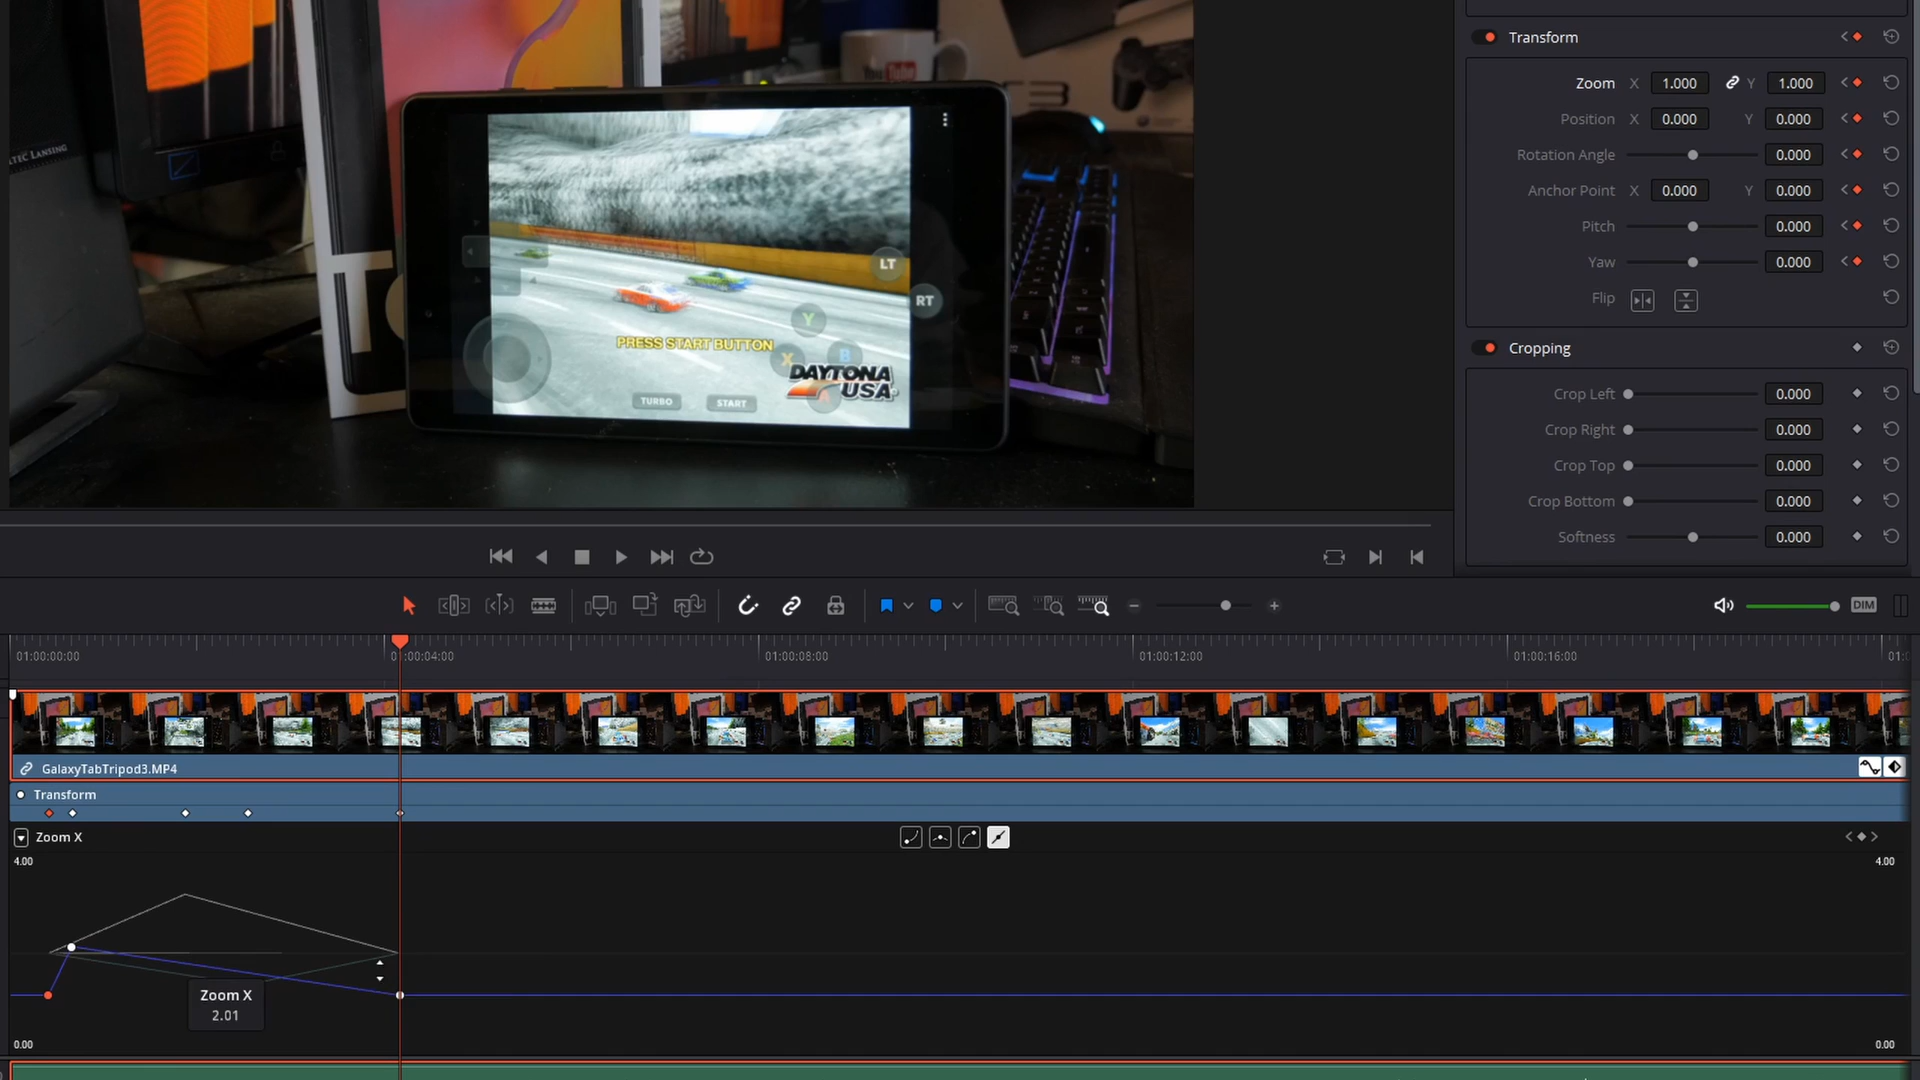 TEC LANSING
You Tube
T
LT
RT
Y
X
B
A
PRESS START BUTTON
DAYTONA
USA
TURBO
START
Transform
Zoom X 1.000 Y 1.000
Position X 0.000 Y 0.000
Rotation Angle 0.000
Anchor Point X 0.000 Y 0.000
Pitch 0.000
Yaw 0.000
Flip
Cropping
Crop Left 0.000
Crop Right 0.000
Crop Top 0.000
Crop Bottom 0.000
Softness 0.000
DIM
01:00:00:00 01:00:04:00 01:00:08:00 01:00:12:00 01:00:16:00
GalaxyTabTripod3.MP4
Transform
Zoom X
4.00 4.00
Zoom X
2.01
0.00 0.00